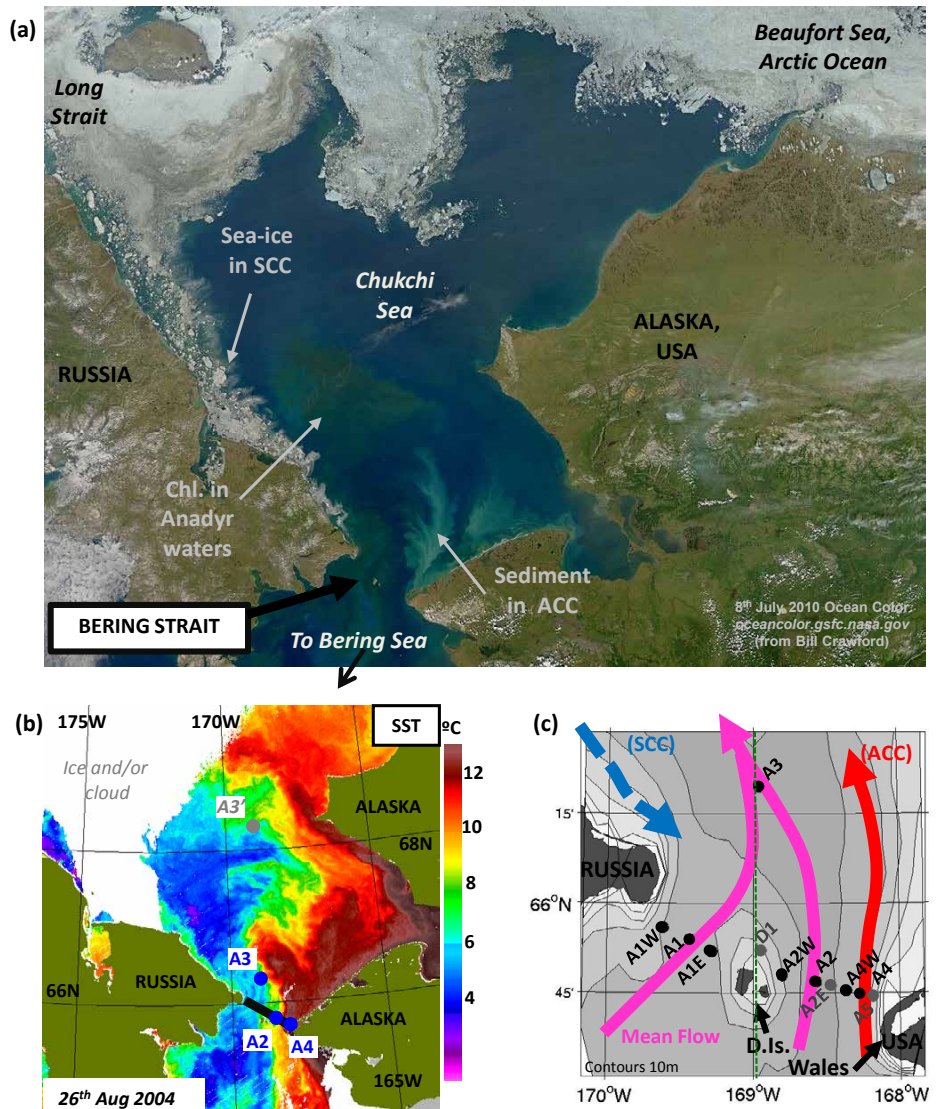 (a)
Beaufort Sea,
Arctic Ocean
Long
Strait
Sea-ice
in SCC
Chukchi
Sea
ALASKA,
USA
RUSSIA
Chl. in
Anadyr
waters
Sediment
in ACC
BERING STRAIT
To Bering Sea
8th July 2010 Ocean Color:
oceancolor.gsfc.nasa.gov
(from Bill Crawford)
(b)
175W
170W
SST
ºC
Ice and/or
cloud
A3'
ALASKA
68N
12
10
8
6
4
A3
RUSSIA
66N
A2
A4
ALASKA
165W
26th Aug 2004
(c)
(SCC)
(ACC)
A3
15'
RUSSIA
66ºN
A1W
A1
A1E
D1
A2W
A2
A2E
A4W
A4
A5
45'
Mean Flow
D.Is.
Wales
USA
Contours 10m
170ºW
169ºW
168ºW